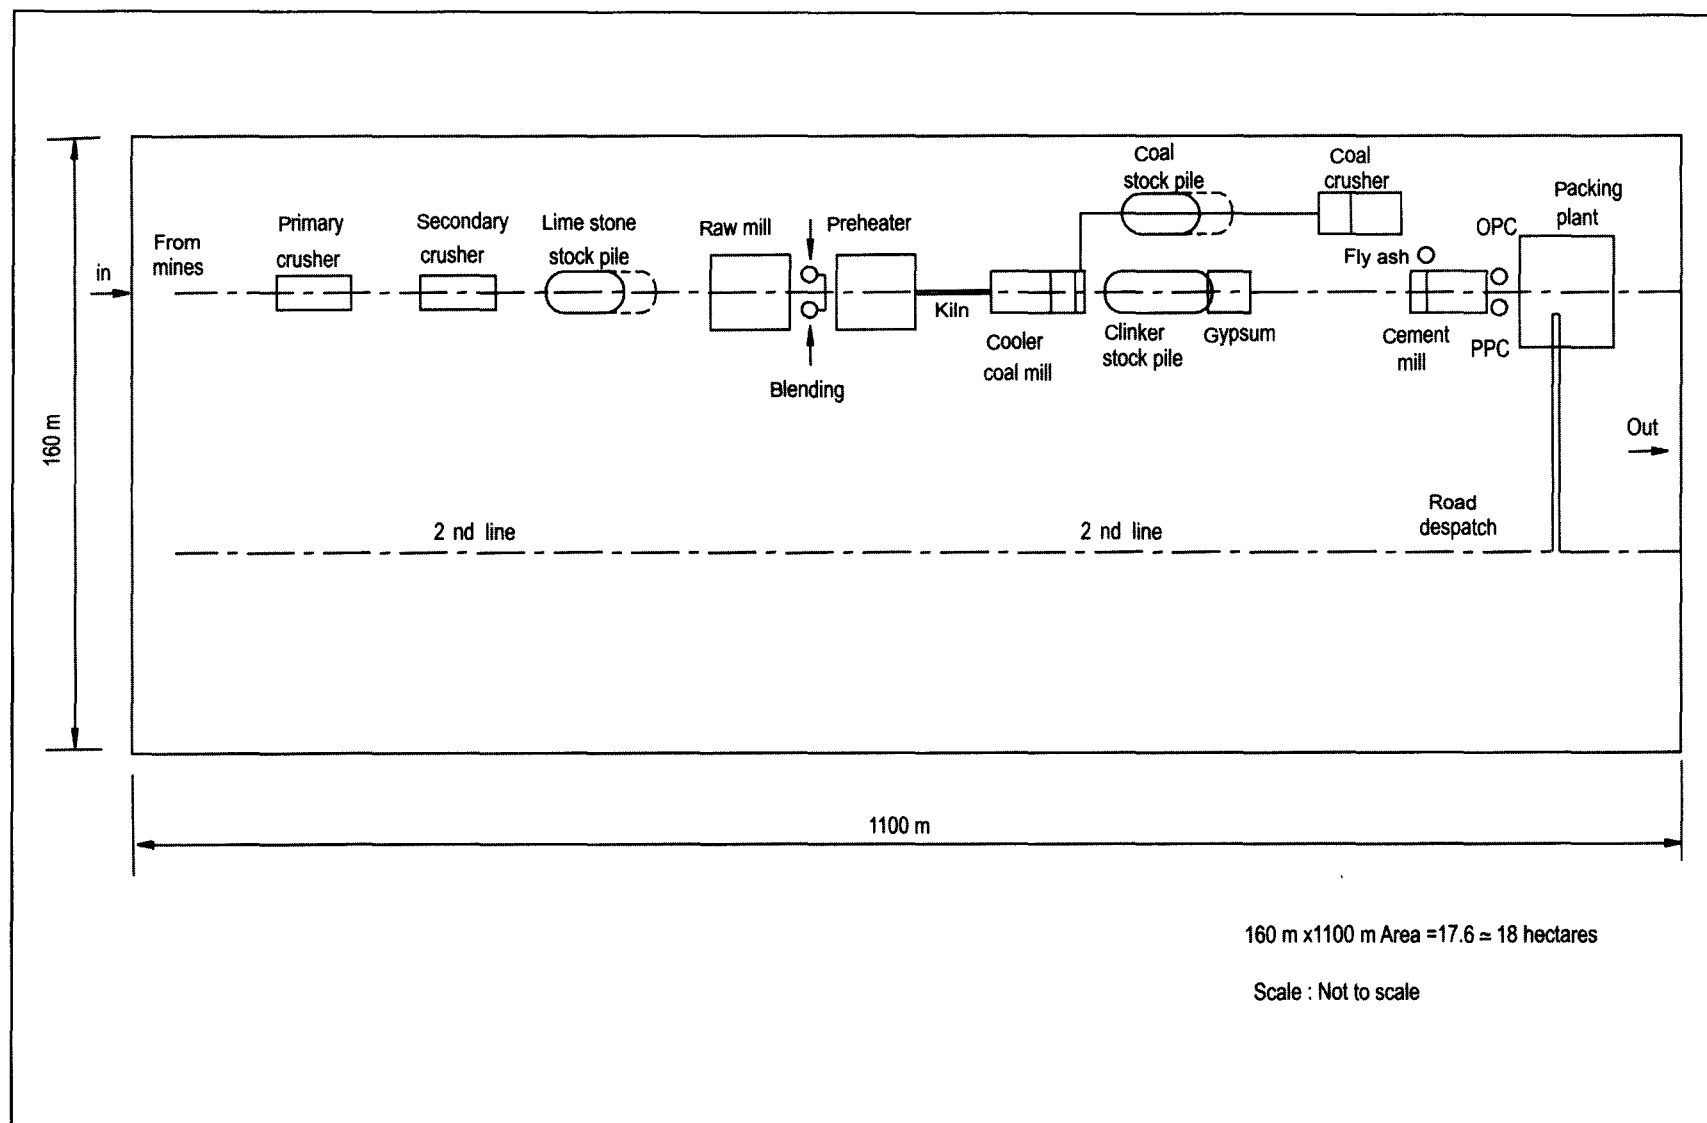 Coal
stock pile
Coal
crusher
Packing
plant
Primary
crusher
Secondary
crusher
Lime stone
stock pile
Raw mill
Preheater
OPC
From
mines
in
Fly ash
Kiln
Cooler
coal mill
Clinker
stock pile
Gypsum
Cement
mill
PPC
Blending
160 m
Out
Road
despatch
2 nd line
2 nd line
1100 m
160 m x1100 m Area =17.6 ≃ 18 hectares
Scale : Not to scale